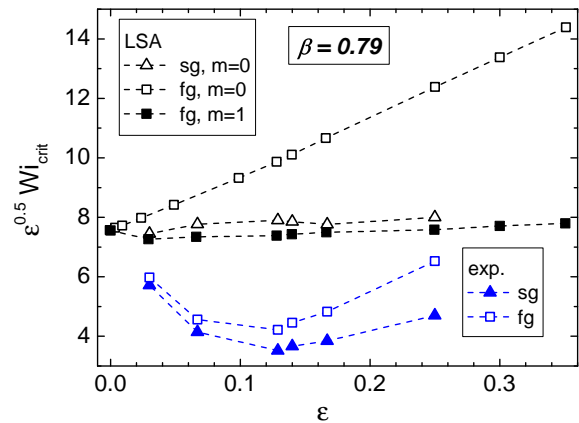 LSA
sg, m=0
fg, m=0
fg, m=1
β = 0.79
exp.
sg
fg
14
12
10
8
6
4
0.0 0.1 0.2 0.3
ε
ε^0.5 Wi_crit